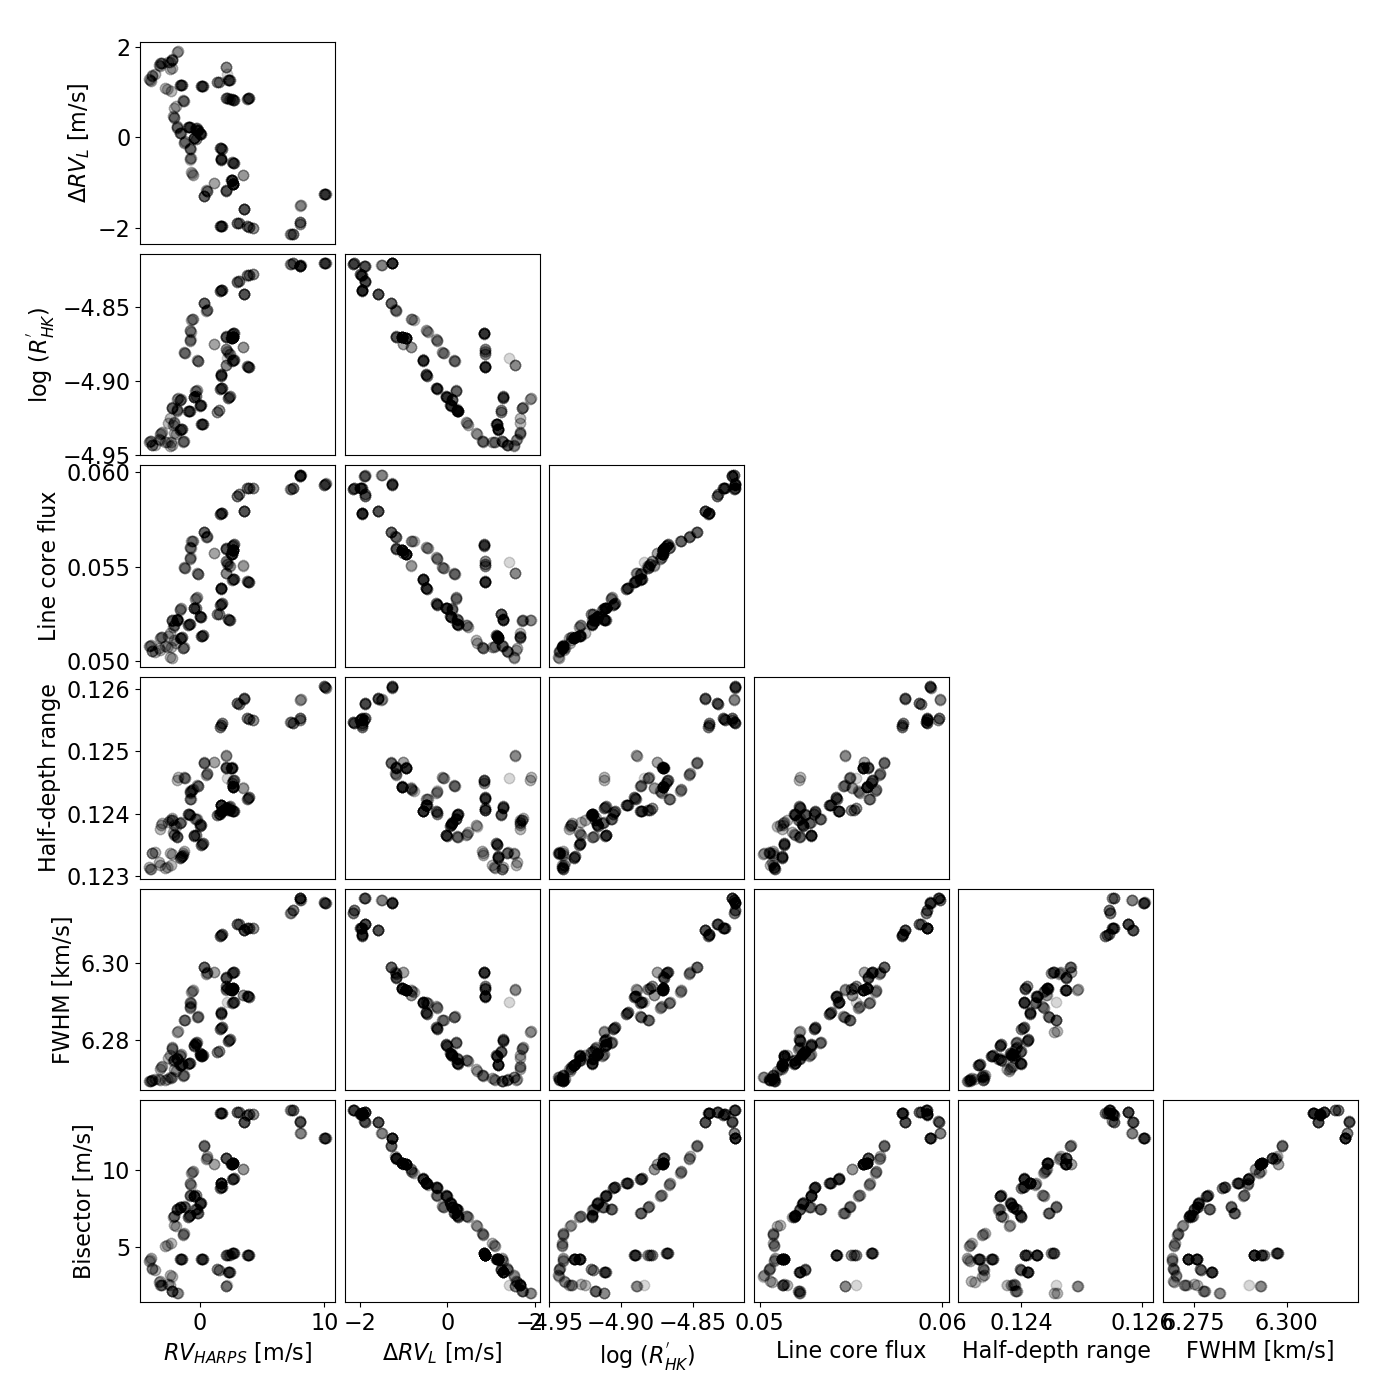 2
0
−2
ΔRV_L [m/s]
−4.85
−4.90
−4.95
log (R'_HK)
0.060
0.055
0.050
Line core flux
0.126
0.125
0.124
0.123
Half-depth range
6.30
6.28
FWHM [km/s]
10
5
Bisector [m/s]
0 10
−2 0 2
−4.95 −4.90 −4.85
0.05 0.06
0.124 0.126
6.275 6.300
RV_HARPS [m/s]
ΔRV_L [m/s]
log (R'_HK)
Line core flux
Half-depth range
FWHM [km/s]